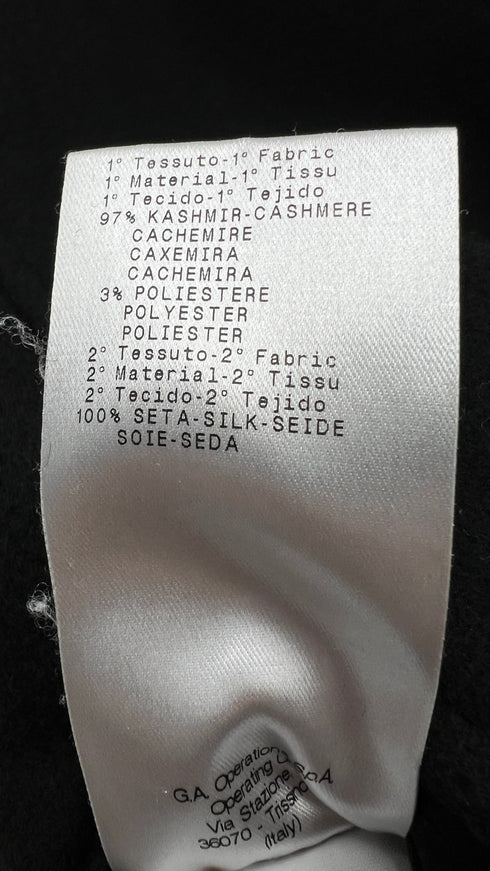 1° Tessuto-1° Fabric
1° Material-1° Tissu
1° Tecido-1° Tejido
97% KASHMIR-CASHMERE
CACHEMIRE
CAXEMIRA
CACHEMIRA
3% POLIESTERE
POLYESTER
POLIESTER
2° Tessuto-2° Fabric
2° Material-2° Tissu
2° Tecido-2° Tejido
100% SETA-SILK-SEIDE
SOIE-SEDA
G.A. Operation
Operating
Via Stazione
36070 - Trissino
(Italy)